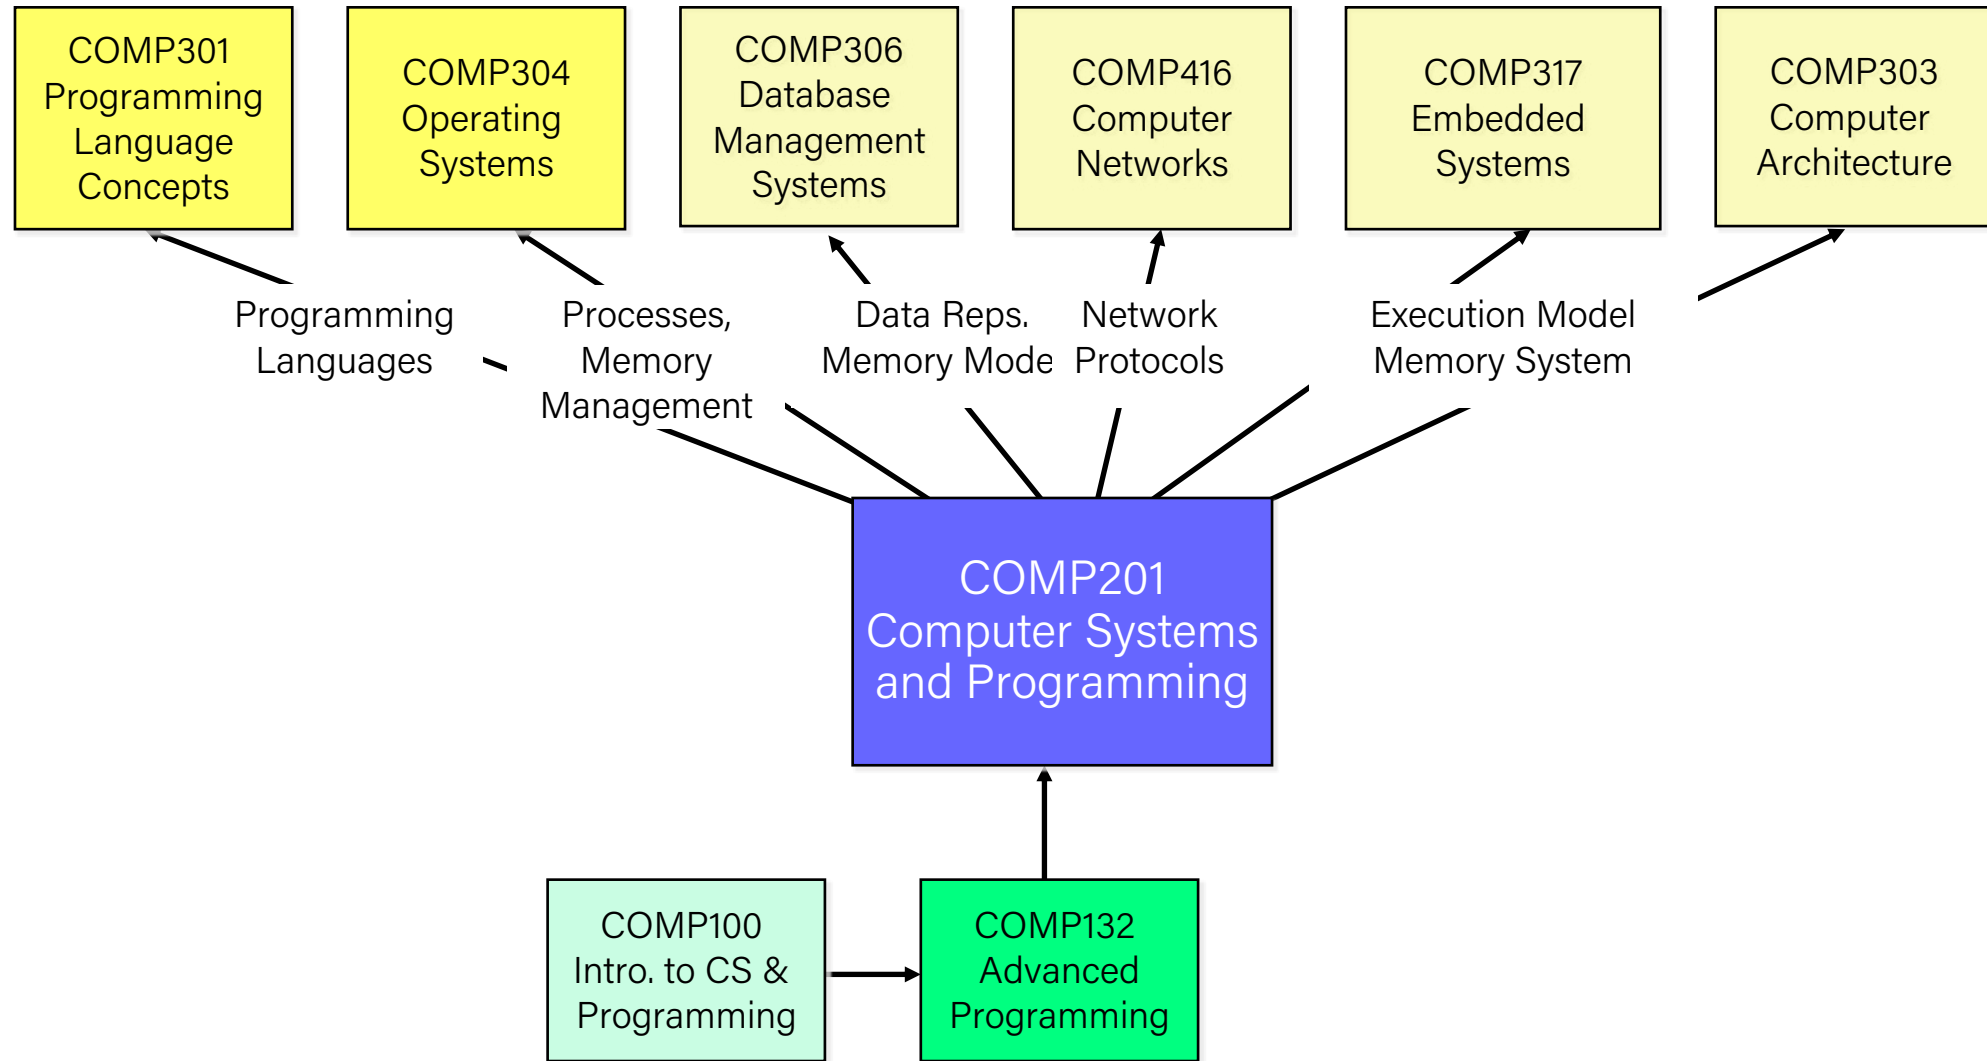 COMP301
Programming
Language
Concepts
COMP304
Operating
Systems
COMP306
Database
Management
Systems
COMP416
Computer
Networks
COMP317
Embedded
Systems
COMP303
Computer
Architecture
Programming
Languages
Processes,
Memory
Management
Data Reps.
Memory Mode
Network
Protocols
Execution Model
Memory System
COMP201
Computer Systems
and Programming
COMP100
Intro. to CS &
Programming
COMP132
Advanced
Programming